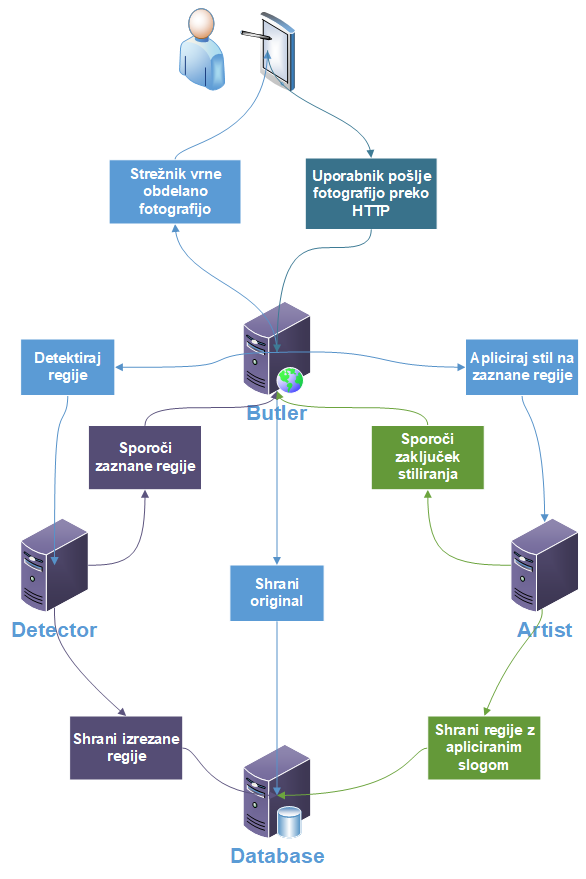 Strežnik vrne
obdelano
fotografijo
Uporabnik pošlje
fotografijo preko
HTTP
Detektiraj
regije
Apliciraj stil na
zaznane regije
Butler
Sporoči
zaznane regije
Sporoči
zaključek
stiliranja
Shrani
original
Detector
Artist
Shrani izrezane
regije
Shrani regije z
apliciranim
slogom
Database